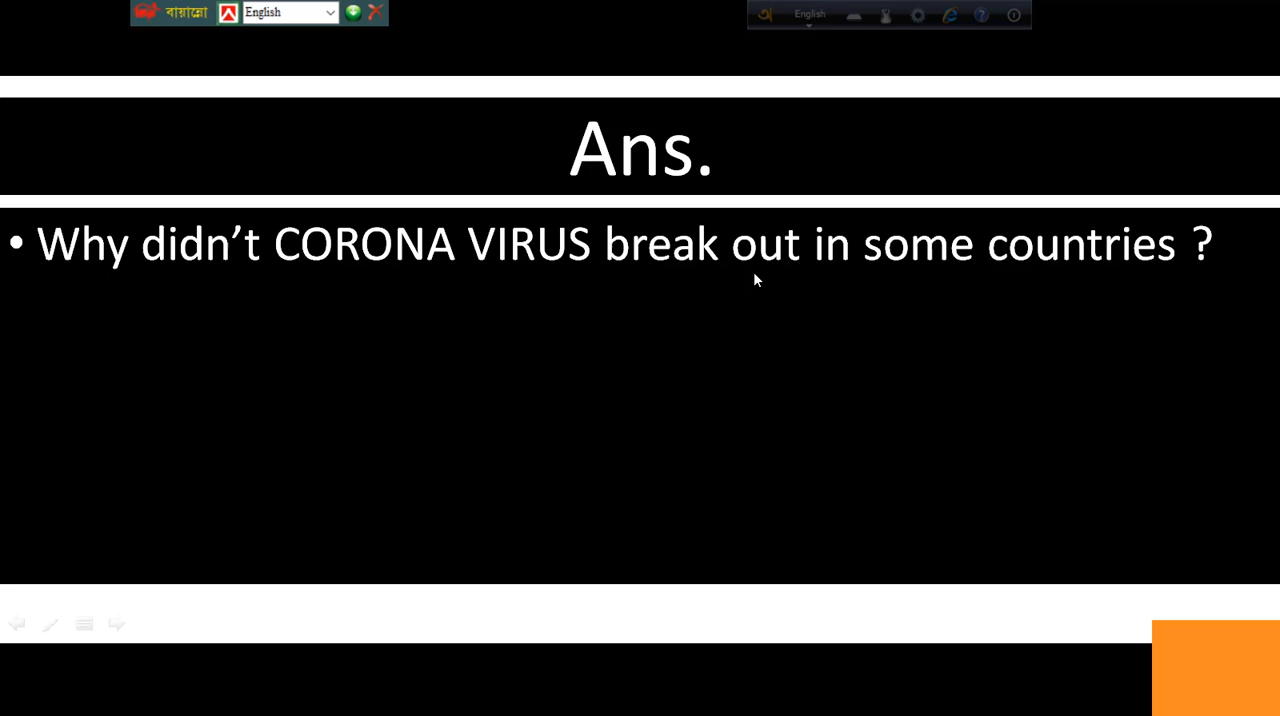 বায়ান্নো English
অ English
Ans.
• Why didn’t CORONA VIRUS break out in some countries ?